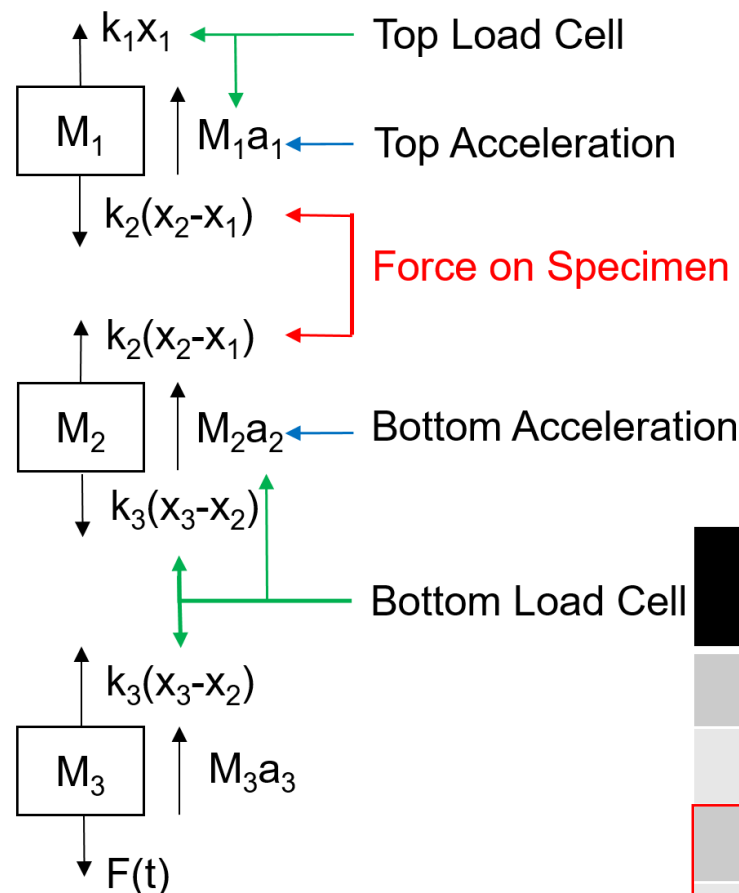 k₁x₁
Top Load Cell
M₁
M₁a₁
Top Acceleration
k₂(x₂-x₁)
Force on Specimen
k₂(x₂-x₁)
M₂
M₂a₂
Bottom Acceleration
k₃(x₃-x₂)
Bottom Load Cell
k₃(x₃-x₂)
M₃
M₃a₃
F(t)